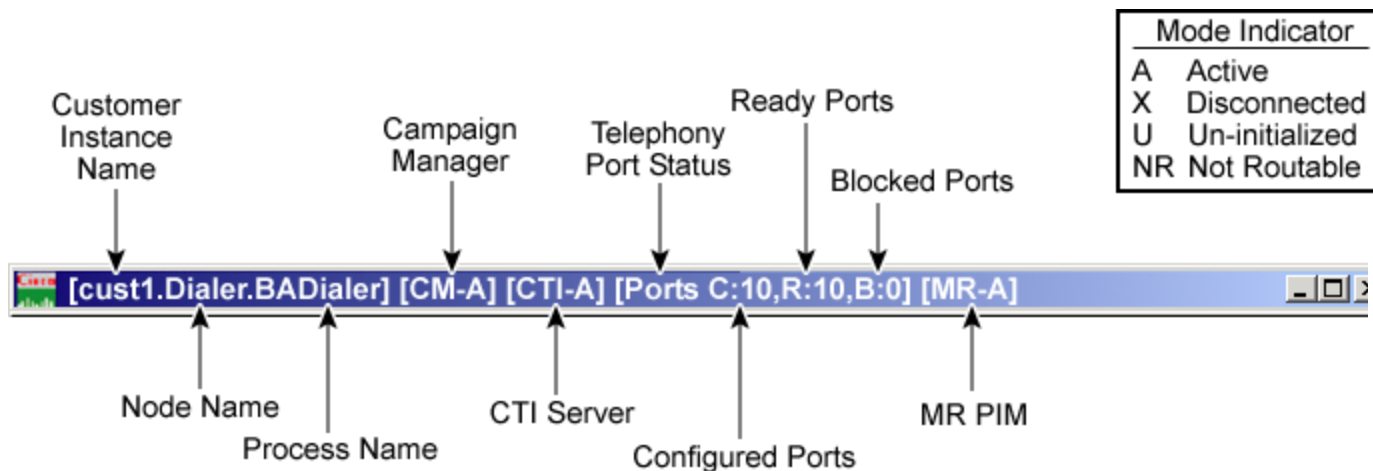 Mode Indicator
A Active
X Disconnected
U Un-initialized
NR Not Routable
Customer
Instance
Name
Campaign
Manager
Telephony
Port Status
Ready Ports
Blocked Ports
[cust1.Dialer.BADialer] [CM-A] [CTI-A] [Ports C:10,R:10,B:0] [MR-A]
Node Name
Process Name
CTI Server
Configured Ports
MR PIM